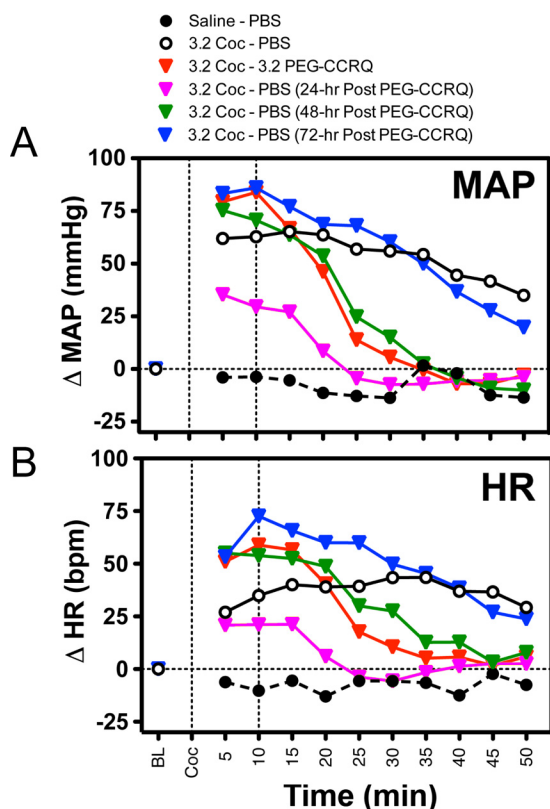 Saline - PBS
3.2 Coc - PBS
3.2 Coc - 3.2 PEG-CCRQ
3.2 Coc - PBS (24-hr Post PEG-CCRQ)
3.2 Coc - PBS (48-hr Post PEG-CCRQ)
3.2 Coc - PBS (72-hr Post PEG-CCRQ)
A
MAP
Δ MAP (mmHg)
100
75
50
25
0
-25
B
HR
Δ HR (bpm)
100
75
50
25
0
-25
BL Coc 5 10 15 20 25 30 35 40 45 50
Time (min)